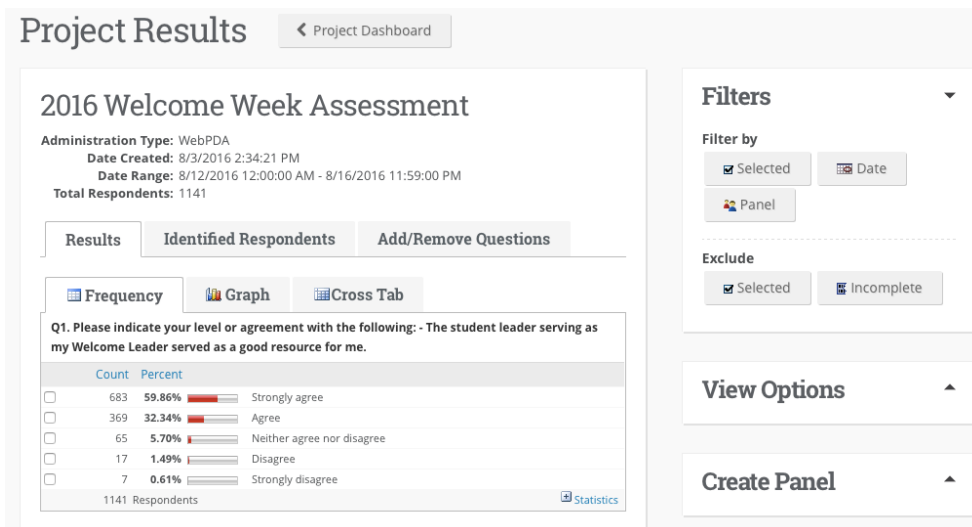 Project Results
Project Dashboard
2016 Welcome Week Assessment
Administration Type: WebPDA
Date Created: 8/3/2016 2:34:21 PM
Date Range: 8/12/2016 12:00:00 AM - 8/16/2016 11:59:00 PM
Total Respondents: 1141
Results Identified Respondents Add/Remove Questions
Frequency Graph Cross Tab
Q1. Please indicate your level or agreement with the following: - The student leader serving as
my Welcome Leader served as a good resource for me.
Count Percent
683 59.86% Strongly agree
369 32.34% Agree
65 5.70% Neither agree nor disagree
17 1.49% Disagree
7 0.61% Strongly disagree
1141 Respondents Statistics
Filters
Filter by
Selected Date
Panel
Exclude
Selected Incomplete
View Options
Create Panel